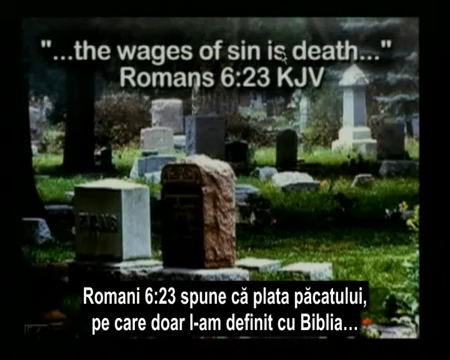 "...the wages of sin is death..."
Romans 6:23 KJV
EVANS
Romani 6:23 spune că plata păcatului,
pe care doar l-am definit cu Biblia...